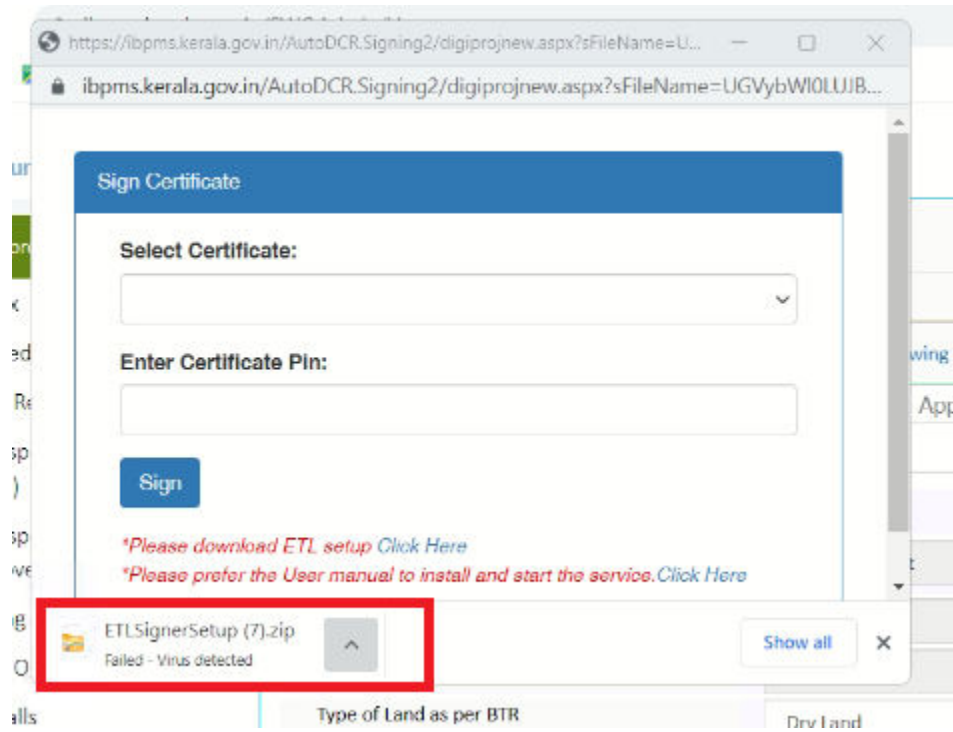 https://ibpms.kerala.gov.in/AutoDCR.Signing2/digiprojnew.aspx?sFileName=U...
ibpms.kerala.gov.in/AutoDCR.Signing2/digiprojnew.aspx?sFileName=UGVybWl0LUJB...
Sign Certificate
Select Certificate:
Enter Certificate Pin:
wing
App
Sign
*Please download ETL setup Click Here
*Please prefer the User manual to install and start the service.Click Here
ETLSignerSetup (7).zip
Failed - Virus detected
Show all
alls
Type of Land as per BTR
Dry Land